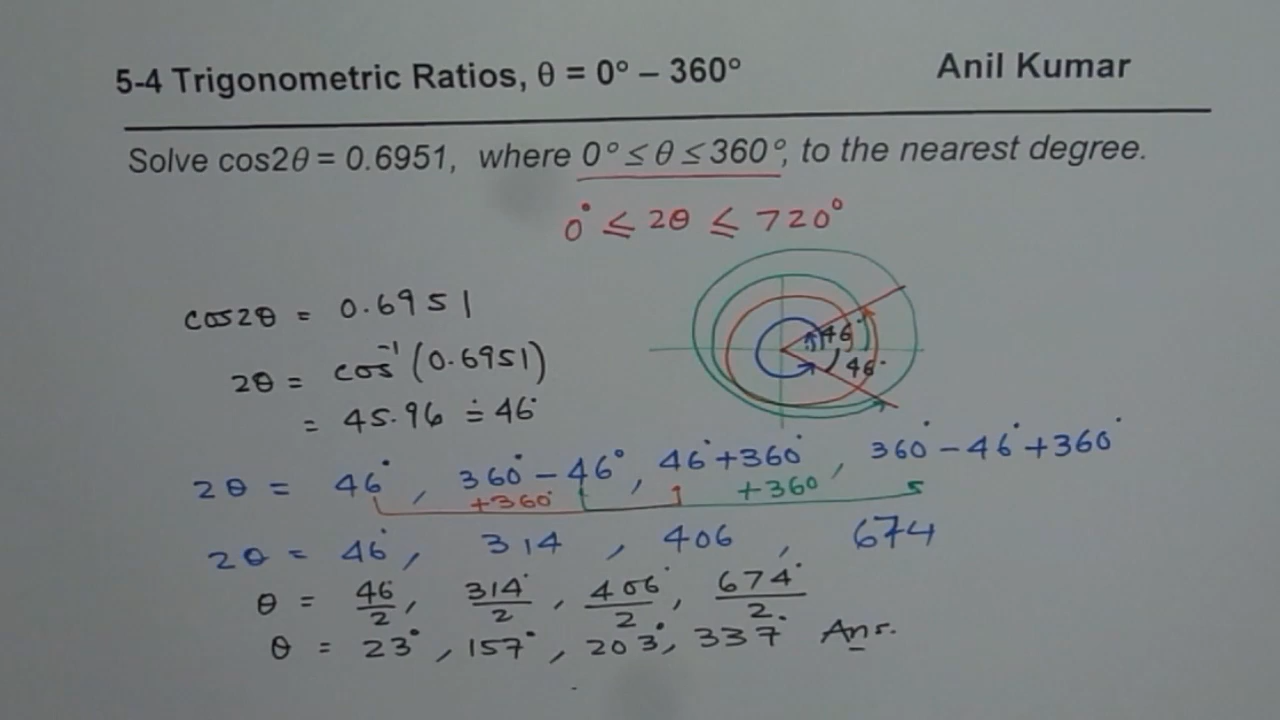 5-4 Trigonometric Ratios, θ = 0° – 360° Anil Kumar
Solve cos2θ = 0.6951, where 0° ≤ θ ≤ 360°, to the nearest degree.
0° ≤ 2θ ≤ 720°
cos2θ = 0.6951
2θ = cos⁻¹(0.6951)
= 45.96 ≐ 46°
46°
46°
2θ = 46°, 360° – 46°, 46° + 360°, 360° – 46° + 360°
+360° +360
2θ = 46°, 314, 406, 674
θ = 46/2, 314°/2, 406°/2, 674°/2.
θ = 23°, 157°, 203°, 337° Ans.